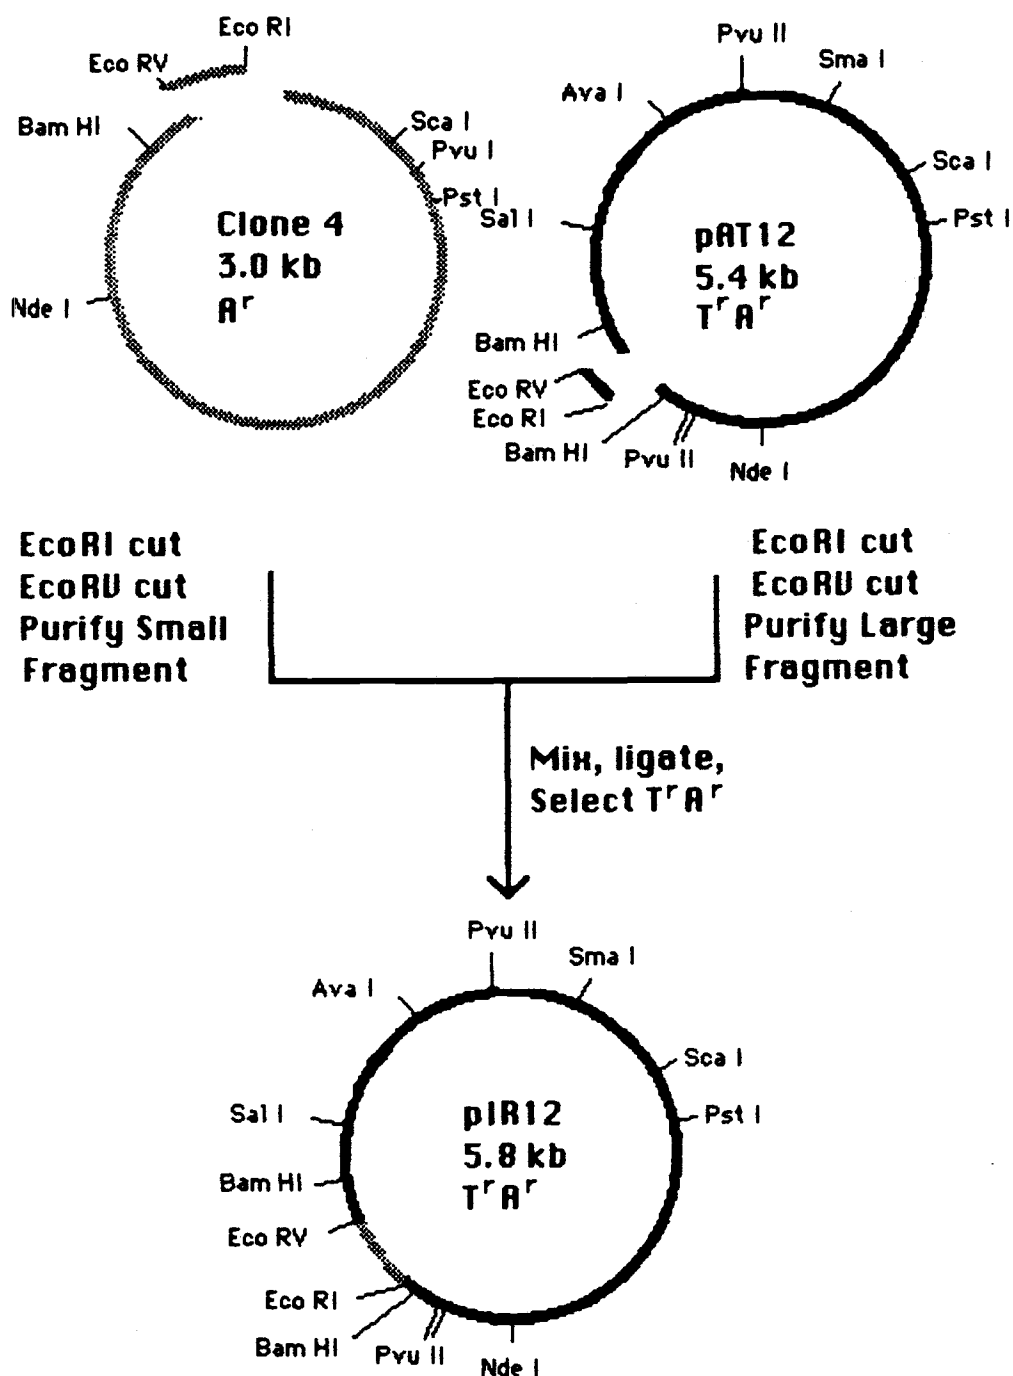 Eco RI
Eco RV
Bam HI
Sca I
Pvu I
Pst I
Clone 4
3.0 kb
Aʳ
Nde I
Pvu II
Sma I
Ava I
Sca I
Pst I
Sal I
pAT12
5.4 kb
TʳAʳ
Bam HI
Eco RV
Eco RI
Bam HI
Pvu II
Nde I
EcoRI cut
EcoRV cut
Purify Small
Fragment
EcoRI cut
EcoRV cut
Purify Large
Fragment
Mix, ligate,
Select TʳAʳ
Pvu II
Sma I
Ava I
Sca I
Pst I
Sal I
pIR12
5.8 kb
TʳAʳ
Bam HI
Eco RV
Eco RI
Bam HI
Pvu II
Nde I